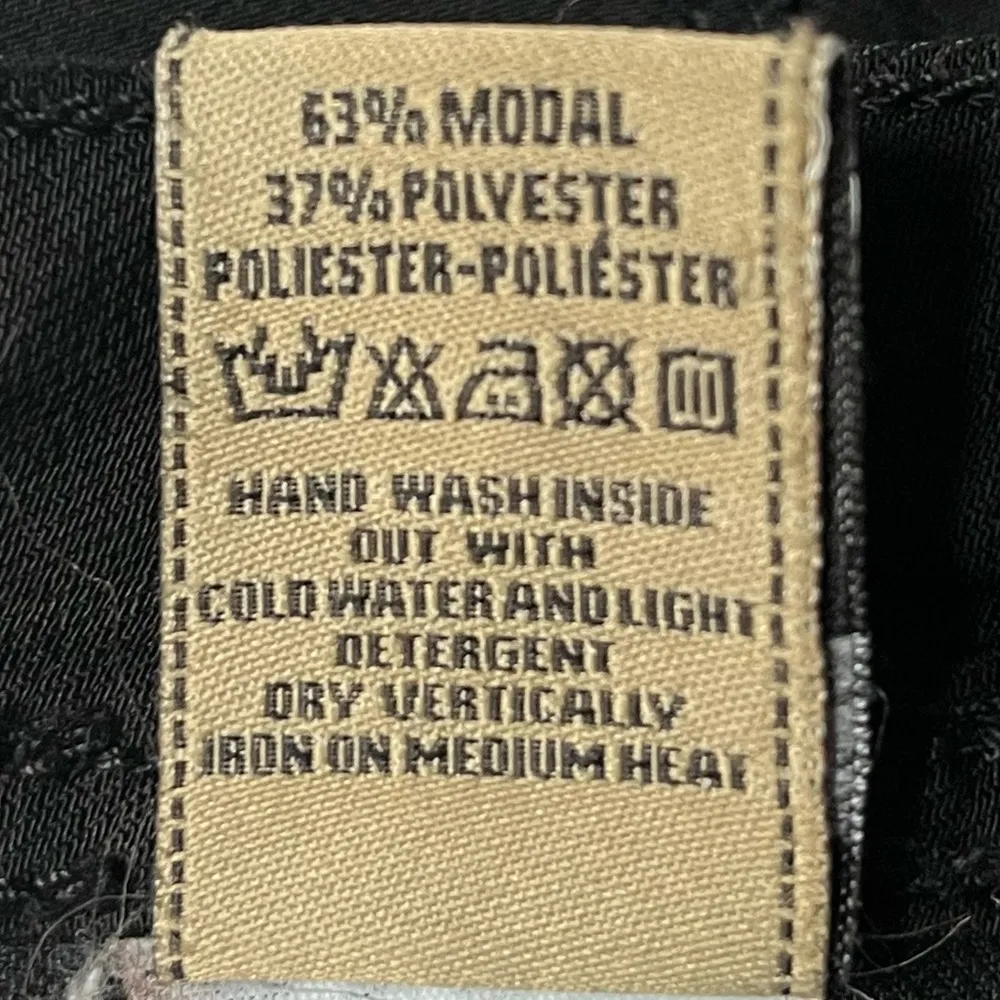 63% MODAL
37% POLYESTER
POLIESTER-POLIÉSTER
HAND WASH INSIDE
OUT WITH
COLD WATER AND LIGHT
DETERGENT
DRY VERTICALLY
IRON ON MEDIUM HEAT